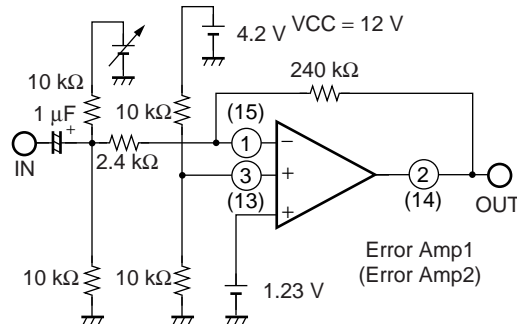 4.2 V
VCC = 12 V
240 kΩ
10 kΩ
1 μF
+
10 kΩ
(15)
1
−
IN
2.4 kΩ
3
+
2
(13)
+
(14)
OUT
Error Amp1
(Error Amp2)
10 kΩ
10 kΩ
1.23 V